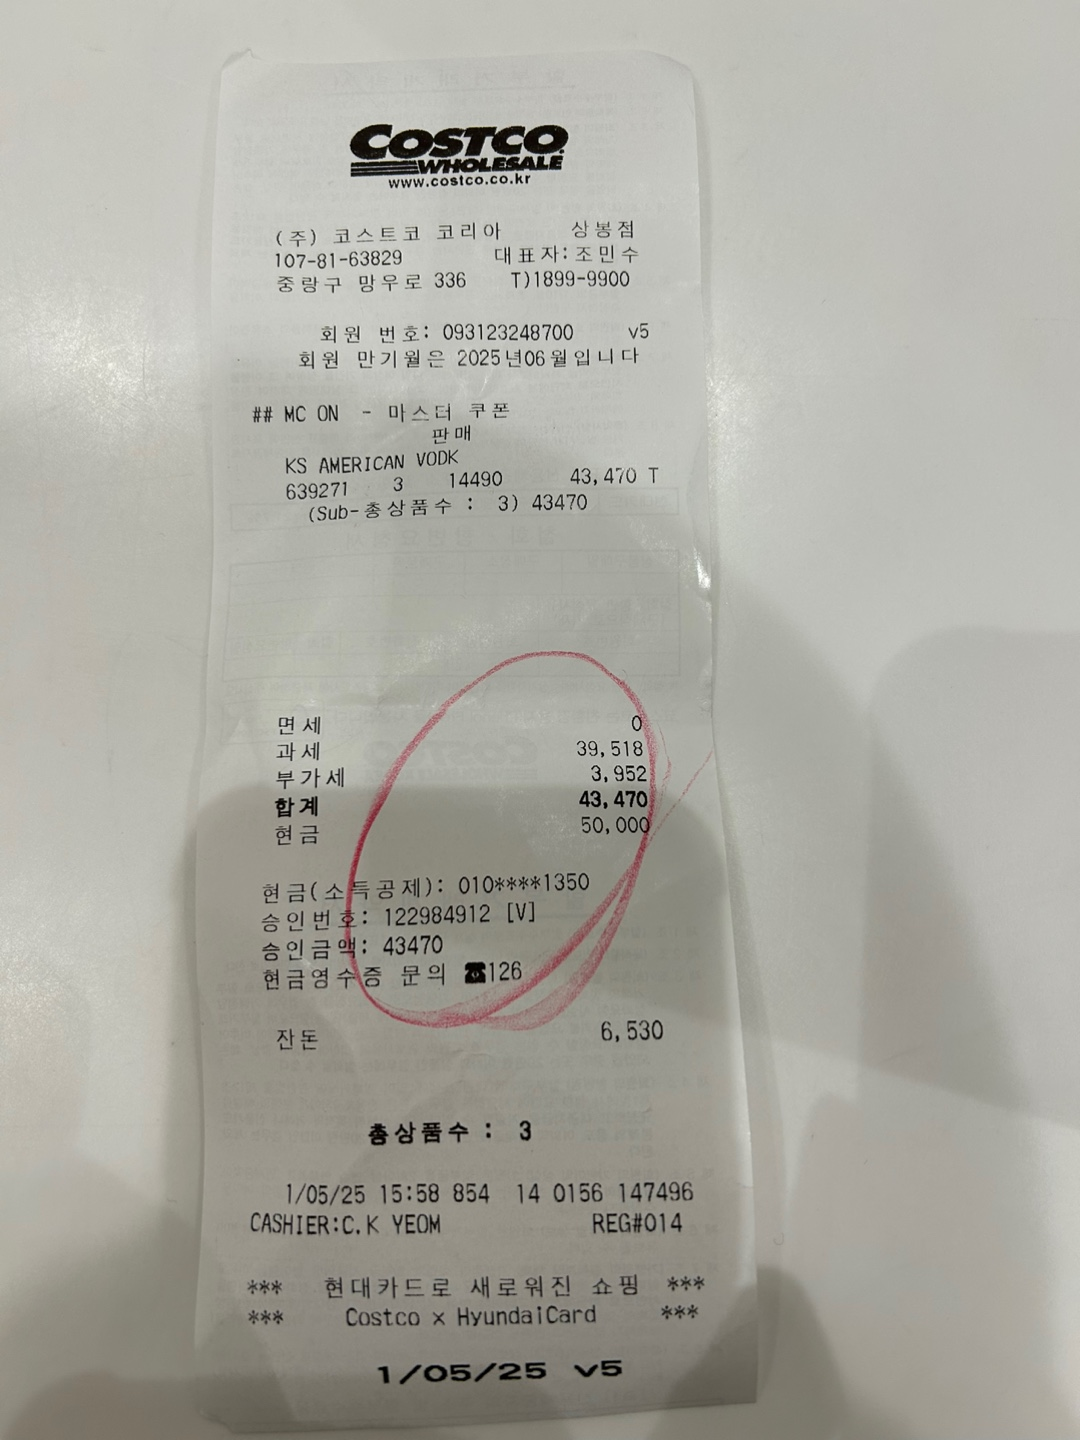 COSTCO
WHOLESALE
www.costco.co.kr
(주) 코스트코 코리아 상봉점
107-81-63829 대표자:조민수
중랑구 망우로 336 T)1899-9900
회원 번호: 093123248700 v5
회원 만기월은 2025년06월입니다
## MC ON - 마스터 쿠폰
판매
KS AMERICAN VODK
639271 3 14490 43,470 T
(Sub-총상품수 : 3) 43470
면세 0
과세 39,518
부가세 3,952
합계 43,470
현금 50,000
현금(소득공제): 010****1350
승인번호: 122984912 [V]
승인금액: 43470
현금영수증 문의 ☎126
잔돈 6,530
총상품수 : 3
1/05/25 15:58 854 14 0156 147496
CASHIER:C.K YEOM REG#014
*** 현대카드로 새로워진 쇼핑 ***
*** Costco x HyundaiCard ***
1/05/25 v5